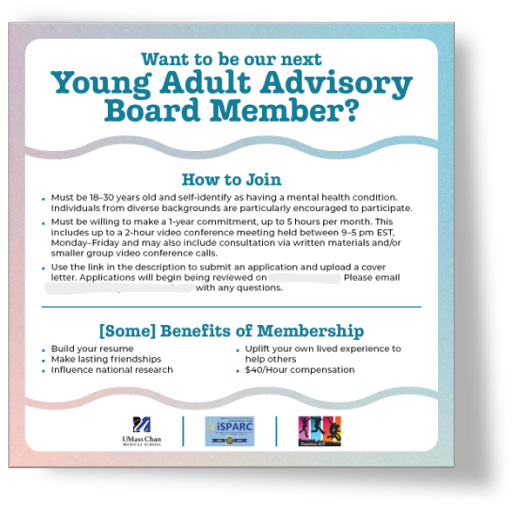 Want to be our next
Young Adult Advisory
Board Member?
How to Join
• Must be 18–30 years old and self-identify as having a mental health condition.
Individuals from diverse backgrounds are particularly encouraged to participate.
• Must be willing to make a 1-year commitment, up to 5 hours per month. This
includes up to a 2-hour video conference meeting held between 9–5 pm EST,
Monday–Friday and may also include consultation via written materials and/or
smaller group video conference calls.
• Use the link in the description to submit an application and upload a cover
letter. Applications will begin being reviewed on Please email
with any questions.
[Some] Benefits of Membership
• Build your resume
• Make lasting friendships
• Influence national research
• Uplift your own lived experience to
help others
• $40/Hour compensation
UMass Chan
MEDICAL SCHOOL
iSPARC